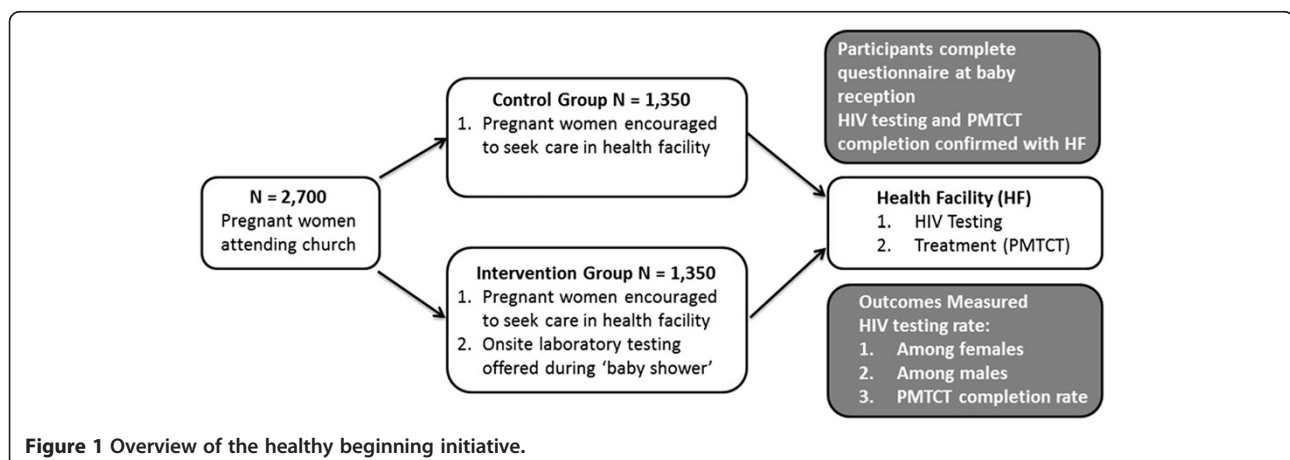 N = 2,700
Pregnant women
attending church
Control Group N = 1,350
1. Pregnant women encouraged
to seek care in health facility
Intervention Group N = 1,350
1. Pregnant women encouraged
to seek care in health facility
2. Onsite laboratory testing
offered during ‘baby shower’
Participants complete
questionnaire at baby
reception
HIV testing and PMTCT
completion confirmed with HF
Health Facility (HF)
1. HIV Testing
2. Treatment (PMTCT)
Outcomes Measured
HIV testing rate:
1. Among females
2. Among males
3. PMTCT completion rate
Figure 1 Overview of the healthy beginning initiative.